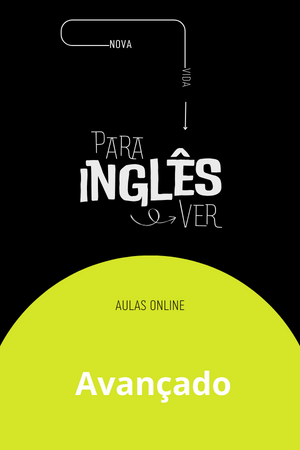 NOVA
VIDA
PARA
INGLÊS
VER
AULAS ONLINE
Avançado